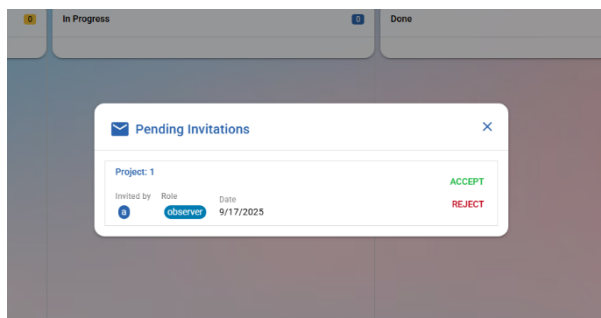 0 In Progress 0 Done
Pending Invitations
Project: 1
Invited by Role Date
a observer 9/17/2025
ACCEPT
REJECT